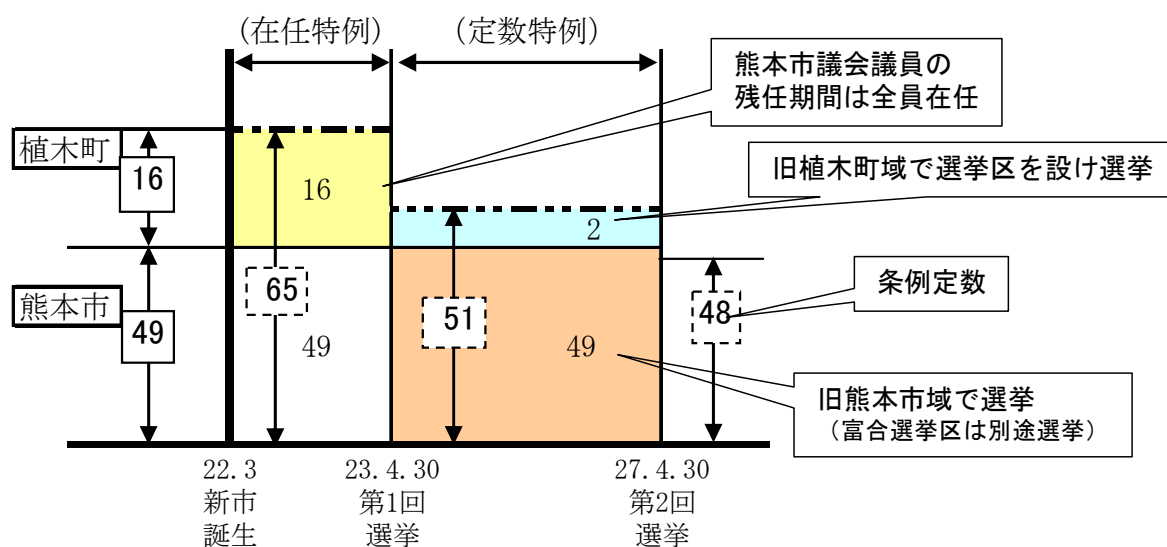 (在任特例)
(定数特例)
熊本市議会議員の
残任期間は全員在任
植木町
16
16
旧植木町域で選挙区を設け選挙
2
65
51
条例定数
48
熊本市
49
49
49
旧熊本市域で選挙
(富合選挙区は別途選挙)
22.3
新市
誕生
23.4.30
第1回
選挙
27.4.30
第2回
選挙